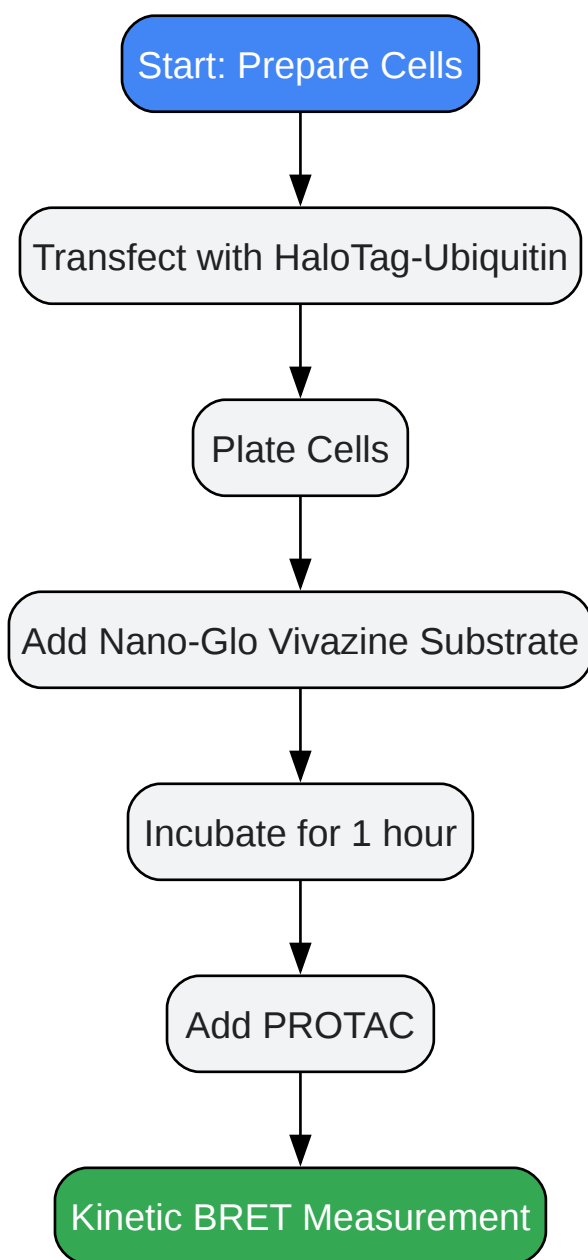 Start: Prepare Cells
Transfect with HaloTag-Ubiquitin
Plate Cells
Add Nano-Glo Vivazine Substrate
Incubate for 1 hour
Add PROTAC
Kinetic BRET Measurement